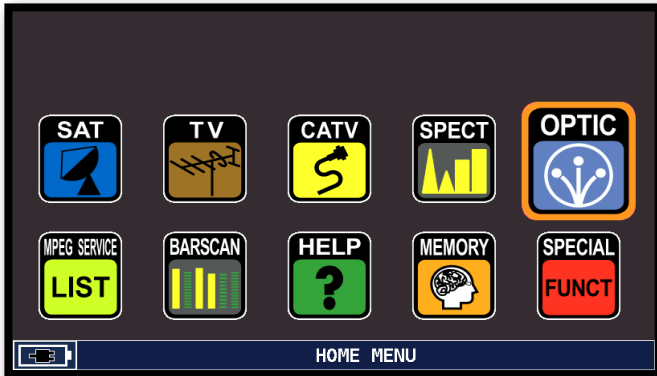 SAT
TV
CATV
SPECT
OPTIC
MPEG SERVICE
LIST
BARSCAN
HELP
?
MEMORY
SPECIAL
FUNCT
HOME MENU